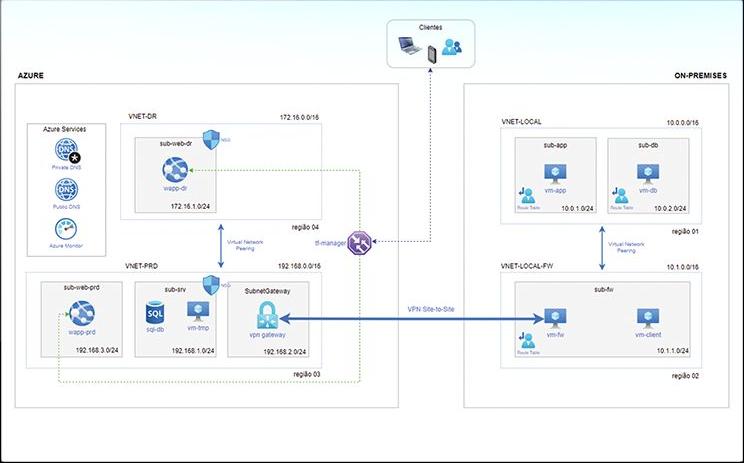 Clientes
AZURE
ON-PREMISES
Azure Services
Private DNS
Public DNS
Azure Monitor
VNET-DR
172.16.0.0/16
sub-web-dr
NSG
wapp-dr
172.16.1.0/24
região 04
Virtual Network
Peering
tf-manager
VNET-PRD
192.168.0.0/16
sub-web-prd
wapp-prd
192.168.3.0/24
sub-srv
NSG
SQL
sql-db
vm-tmp
192.168.1.0/24
SubnetGateway
vpn gateway
192.168.2.0/24
região 03
VPN Site-to-Site
VNET-LOCAL
10.0.0.0/16
sub-app
vm-app
Route Table
10.0.1.0/24
sub-db
vm-db
Route Table
10.0.2.0/24
região 01
Virtual Network
Peering
VNET-LOCAL-FW
10.1.0.0/16
sub-fw
vm-fw
vm-client
Route Table
10.1.1.0/24
região 02